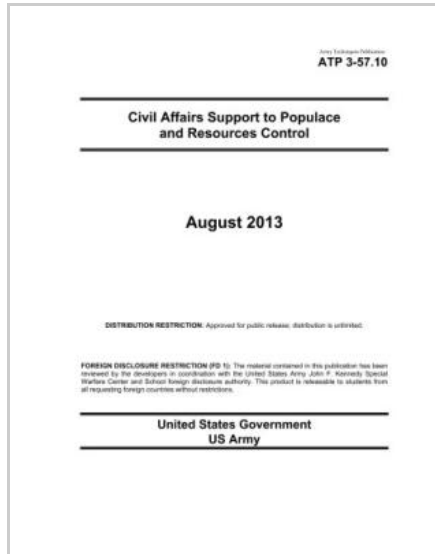 Army Techniques Publication
ATP 3-57.10
Civil Affairs Support to Populace
and Resources Control
August 2013
DISTRIBUTION RESTRICTION: Approved for public release; distribution is unlimited.
FOREIGN DISCLOSURE RESTRICTION (FD 1): The material contained in this publication has been
reviewed by the developers in coordination with the United States Army John F. Kennedy Special
Warfare Center and School foreign disclosure authority. This product is releasable to students from
all requesting foreign countries without restrictions.
United States Government
US Army